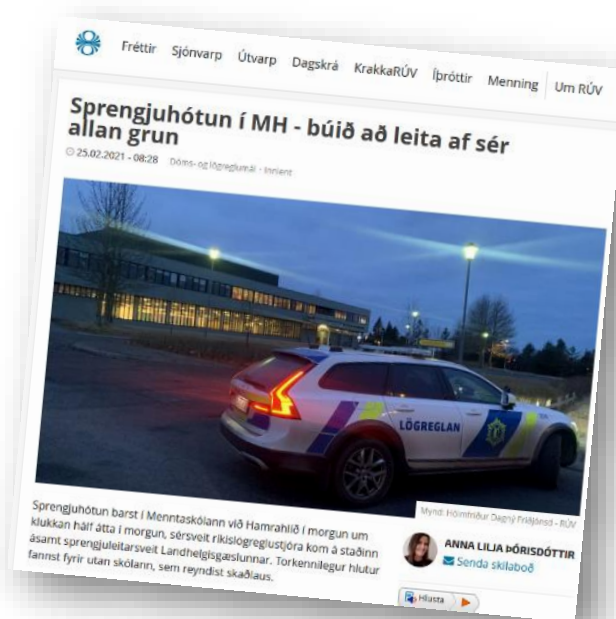 Fréttir Sjónvarp Útvarp Dagskrá KrakkaRÚV Íþróttir Menning Um RÚV
Sprengjuhótun í MH - búið að leita af sér
allan grun
25.02.2021 - 08:28 Dóms- og lögreglumál - Innlent
LÖGREGLAN
Mynd: Hólmfríður Dagný Friðjónsd - RÚV
Sprengjuhótun barst í Menntaskólann við Hamrahlíð í morgun um
klukkan hálf átta í morgun, sérsveit ríkislögreglustjóra kom á staðinn
ásamt sprengjuleitarsveit Landhelgisgæslunnar. Torkennilegur hlutur
fannst fyrir utan skólann, sem reyndist skaðlaus.
ANNA LILJA ÞÓRISDÓTTIR
Senda skilaboð
Hlusta